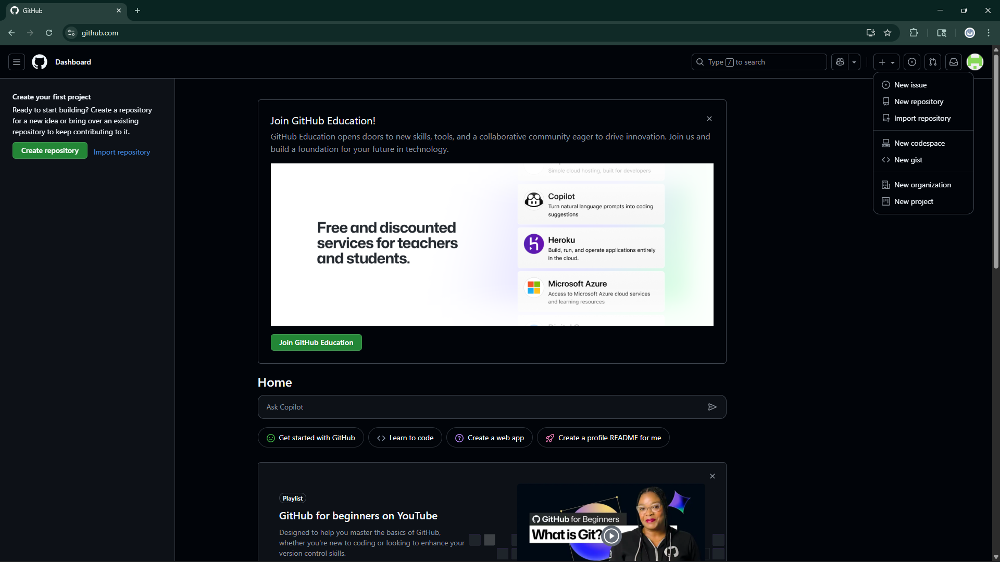 GitHub
github.com
Dashboard
Type / to search
New issue
New repository
Import repository
New codespace
New gist
New organization
New project
Create your first project
Ready to start building? Create a repository
for a new idea or bring over an existing
repository to keep contributing to it.
Create repository
Import repository
Join GitHub Education!
GitHub Education opens doors to new skills, tools, and a collaborative community eager to drive innovation. Join us and
build a foundation for your future in technology.
Free and discounted
services for teachers
and students.
Simple cloud hosting, built for developers
Copilot
Turn natural language prompts into coding
suggestions
Heroku
Build, run, and operate applications entirely
in the cloud.
Microsoft Azure
Access to Microsoft Azure cloud services
and learning resources
Join GitHub Education
Home
Ask Copilot
Get started with GitHub
Learn to code
Create a web app
Create a profile README for me
Playlist
GitHub for beginners on YouTube
Designed to help you master the basics of GitHub,
whether you're new to coding or looking to enhance your
version control skills.
GitHub for Beginners
What is Git?